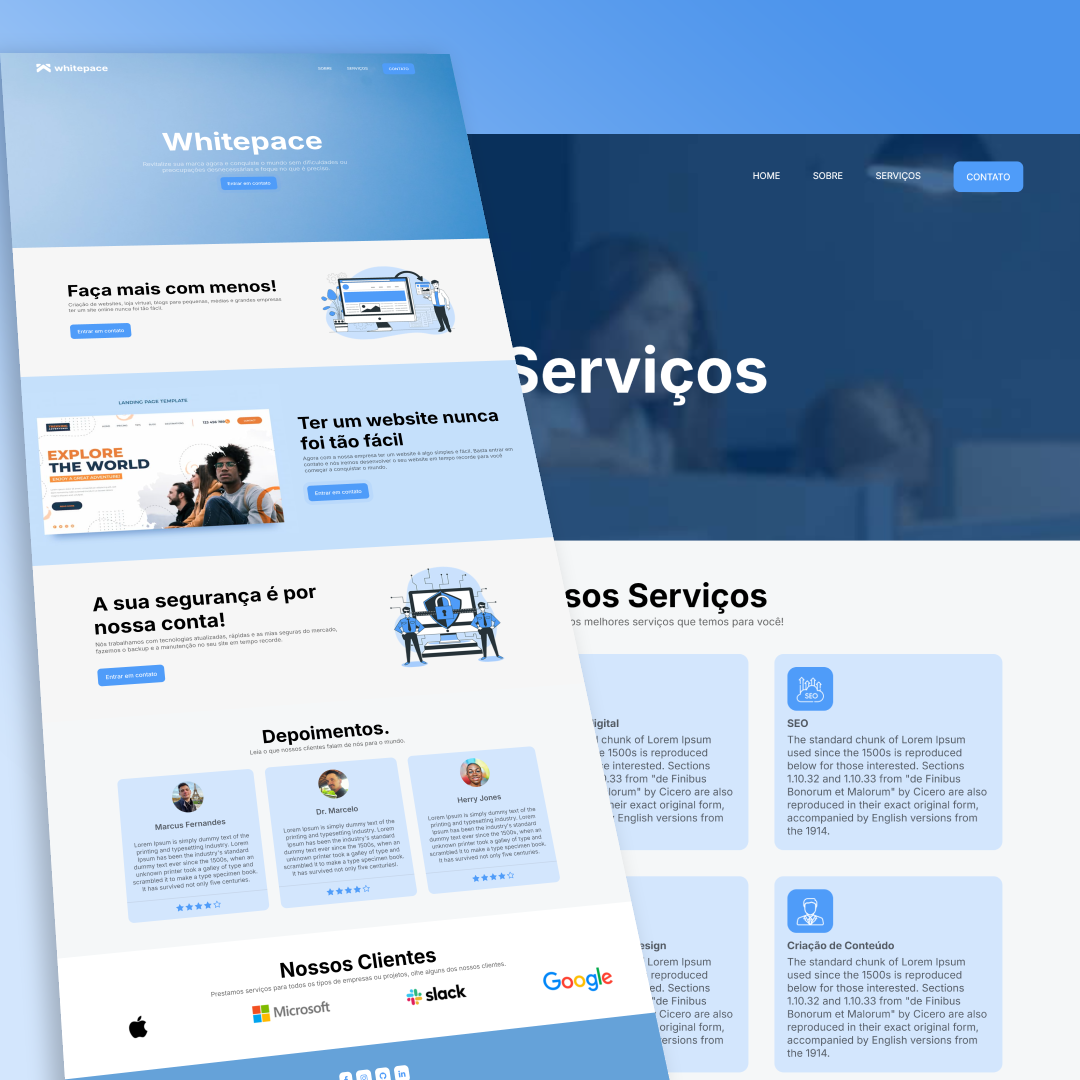 whitepace
SOBRE
SERVIÇOS
CONTATO
Whitepace
Revitalize sua marca agora e conquiste o mundo sem dificuldades ou
preocupações desnecessárias e foque no que é preciso.
Entrar em contato
Faça mais com menos!
Criação de websites, loja virtual, blogs para pequenas, médias e grandes empresas
ter um site online nunca foi tão fácil.
Entrar em contato
LANDING PAGE TEMPLATE
EXPLORE
THE WORLD
ENJOY A GREAT ADVENTURE!
Ter um website nunca
foi tão fácil
Agora com a nossa empresa ter um website é algo simples e fácil. Basta entrar em
contato e nós iremos desenvolver o seu website em tempo recorde para você
começar a conquistar o mundo.
Entrar em contato
A sua segurança é por
nossa conta!
Nós trabalhamos com tecnologias atualizadas, rápidas e as mias seguras do mercado,
fazemos o backup e a manutenção no seu site em tempo recorde.
Entrar em contato
Depoimentos.
Leia o que nossos clientes falam de nós para o mundo.
Marcus Fernandes
Lorem Ipsum is simply dummy text of the
printing and typesetting industry. Lorem
Ipsum has been the industry's standard
dummy text ever since the 1500s, when an
unknown printer took a galley of type and
scrambled it to make a type specimen book.
It has survived not only five centuries.
Dr. Marcelo
Lorem Ipsum is simply dummy text of the
printing and typesetting industry. Lorem
Ipsum has been the industry's standard
dummy text ever since the 1500s, when an
unknown printer took a galley of type and
scrambled it to make a type specimen book.
It has survived not only five centuriesl.
Herry Jones
Lorem Ipsum is simply dummy text of the
printing and typesetting industry. Lorem
Ipsum has been the industry's standard
dummy text ever since the 1500s, when an
unknown printer took a galley of type and
scrambled it to make a type specimen book.
It has survived not only five centuries.
Nossos Clientes
Prestamos serviços para todos os tipos de empresas ou projetos, olhe alguns dos nossos clientes.
Microsoft
slack
Google
HOME
SOBRE
SERVIÇOS
CONTATO
Serviços
sos Serviços
os melhores serviços que temos para você!
igital
chunk of Lorem Ipsum
e 1500s is reproduced
se interested. Sections
0.33 from "de Finibus
alorum" by Cicero are also
heir exact original form,
y English versions from
SEO
SEO
The standard chunk of Lorem Ipsum
used since the 1500s is reproduced
below for those interested. Sections
1.10.32 and 1.10.33 from "de Finibus
Bonorum et Malorum" by Cicero are also
reproduced in their exact original form,
accompanied by English versions from
the 1914.
esign
Lorem Ipsum
reproduced
d. Sections
"de Finibus
Cicero are also
original form,
ersions from
Criação de Conteúdo
The standard chunk of Lorem Ipsum
used since the 1500s is reproduced
below for those interested. Sections
1.10.32 and 1.10.33 from "de Finibus
Bonorum et Malorum" by Cicero are also
reproduced in their exact original form,
accompanied by English versions from
the 1914.